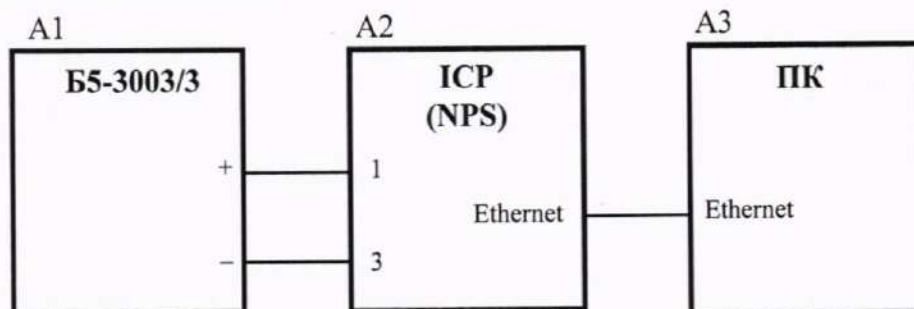 A1
Б5-3003/3
+
–
A2
ICP
(NPS)
1
Ethernet
3
A3
ПК
Ethernet